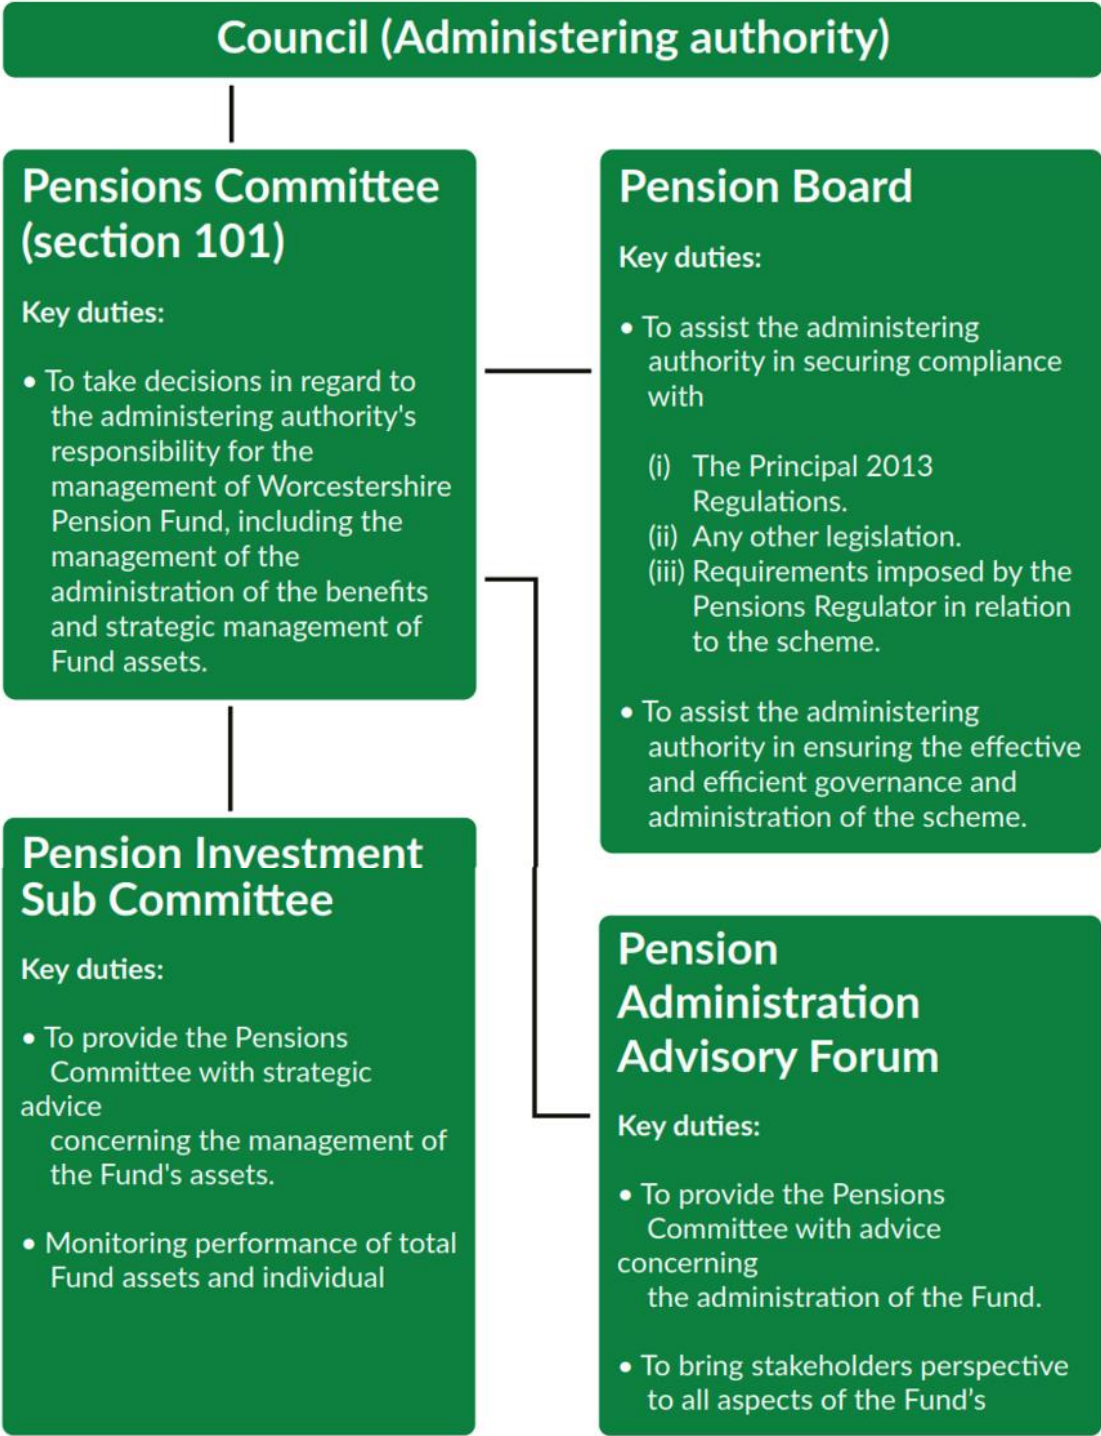 Council (Administering authority)
Pensions Committee
(section 101)
Key duties:
• To take decisions in regard to
the administering authority's
responsibility for the
management of Worcestershire
Pension Fund, including the
management of the
administration of the benefits
and strategic management of
Fund assets.
Pension Board
Key duties:
• To assist the administering
authority in securing compliance
with
(i) The Principal 2013
Regulations.
(ii) Any other legislation.
(iii) Requirements imposed by the
Pensions Regulator in relation
to the scheme.
• To assist the administering
authority in ensuring the effective
and efficient governance and
administration of the scheme.
Pension Investment
Sub Committee
Key duties:
• To provide the Pensions
Committee with strategic
advice
concerning the management of
the Fund's assets.
• Monitoring performance of total
Fund assets and individual
Pension
Administration
Advisory Forum
Key duties:
• To provide the Pensions
Committee with advice
concerning
the administration of the Fund.
• To bring stakeholders perspective
to all aspects of the Fund’s